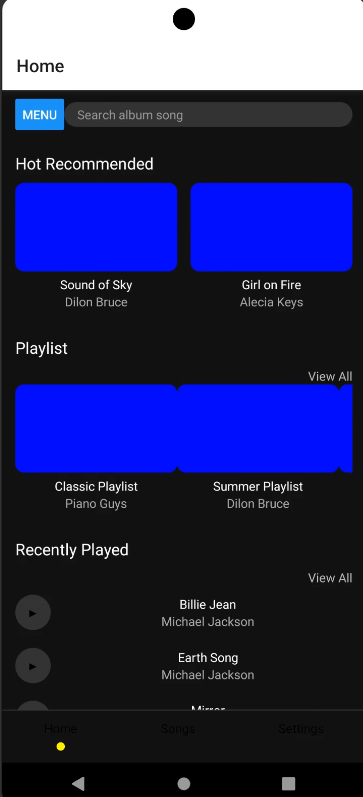 Home
MENU Search album song
Hot Recommended
Sound of Sky Girl on Fire
Dilon Bruce Alecia Keys
Playlist
View All
Classic Playlist Summer Playlist
Piano Guys Dilon Bruce
Recently Played
View All
Billie Jean
Michael Jackson
Earth Song
Michael Jackson
Mirror
Home Songs Settings